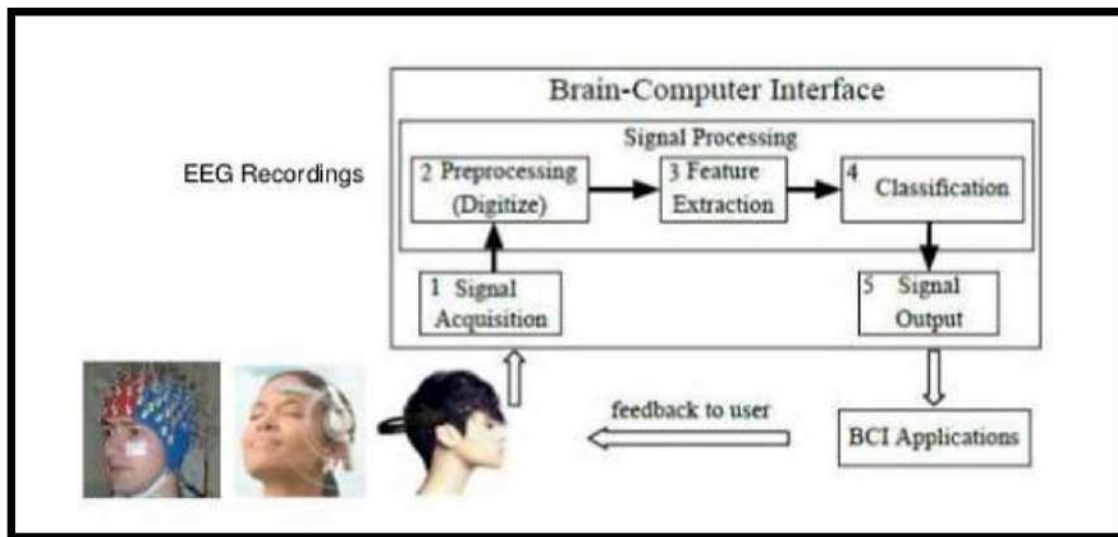 Brain-Computer Interface
Signal Processing
EEG Recordings
2 Preprocessing
(Digitize)
3 Feature
Extraction
4 Classification
1 Signal
Acquisition
5 Signal
Output
feedback to user
BCI Applications